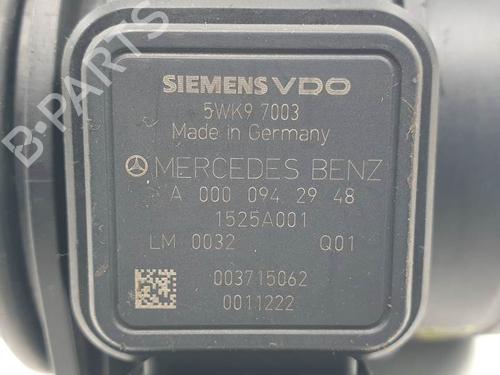 SIEMENS VDO
5WK9 7003
Made in Germany
MERCEDES BENZ
A 000 094 29 48
1525A001
LM 0032 Q01
003715062
0011222
B-PARTS